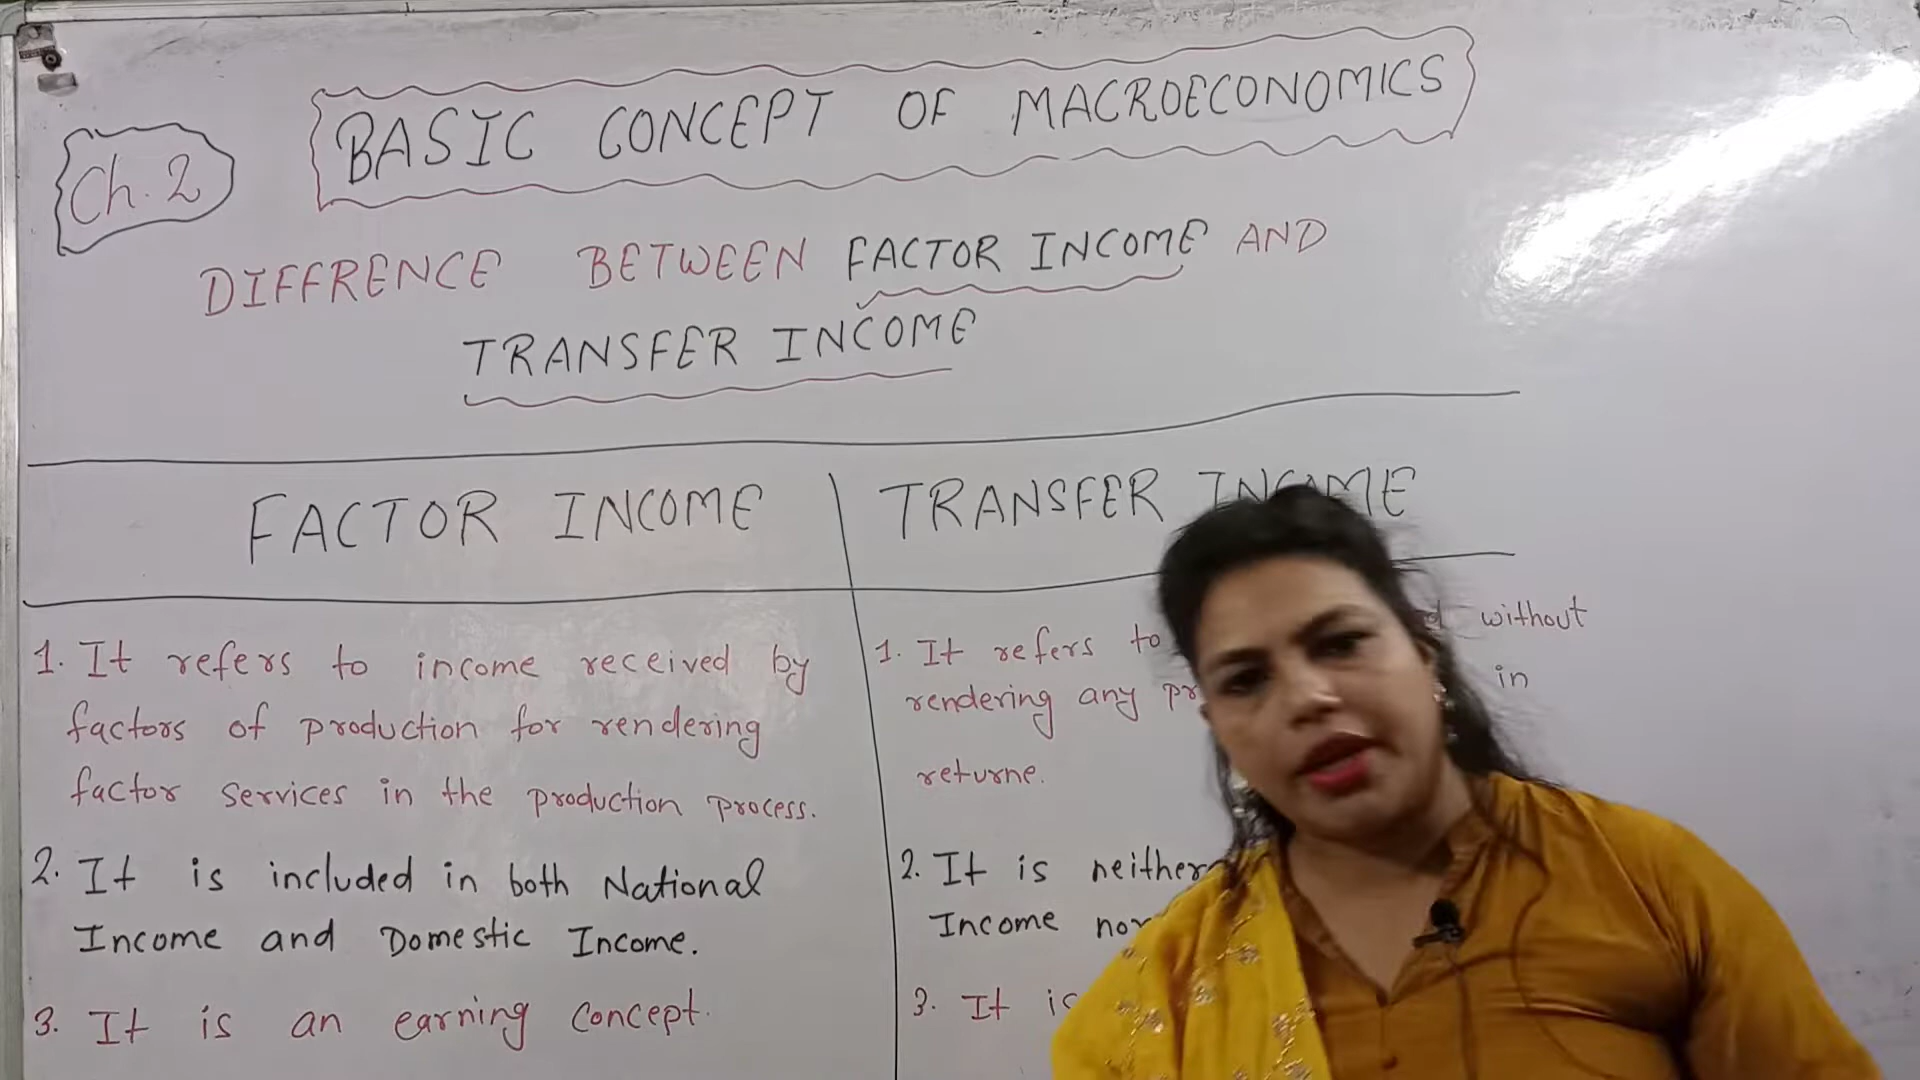 Ch. 2
BASIC CONCEPT OF MACROECONOMICS
DIFFRENCE BETWEEN FACTOR INCOME AND
TRANSFER INCOME
FACTOR INCOME
1. It refers to income received by
factors of production for rendering
factor services in the production process.
2. It is included in both National
Income and Domestic Income.
3. It is an earning concept.
TRANSFER INCOME
1. It refers to without
rendering any in
returne.
2. It is neither
Income nor
3. It is